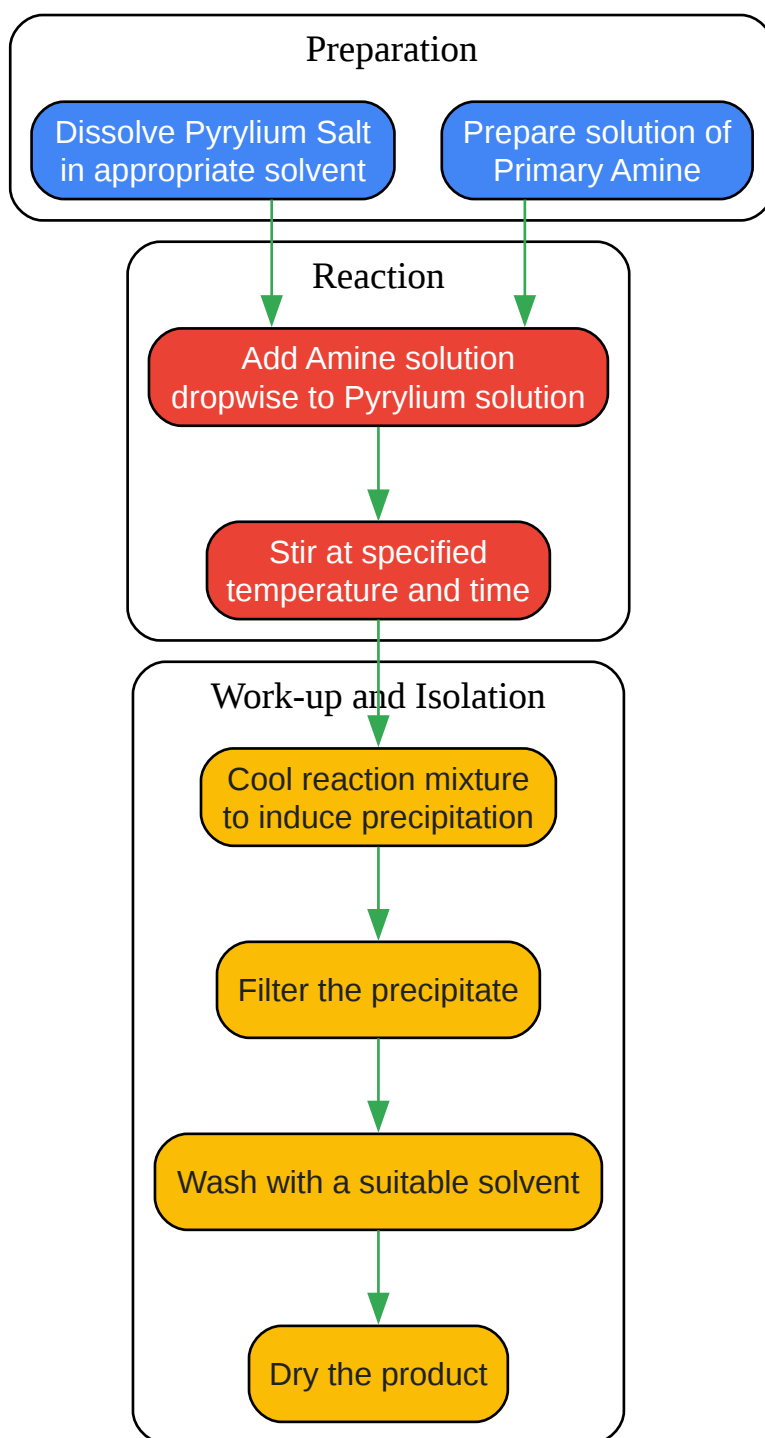 Preparation
Dissolve Pyrylium Salt
in appropriate solvent
Prepare solution of
Primary Amine
Reaction
Add Amine solution
dropwise to Pyrylium solution
Stir at specified
temperature and time
Work-up and Isolation
Cool reaction mixture
to induce precipitation
Filter the precipitate
Wash with a suitable solvent
Dry the product